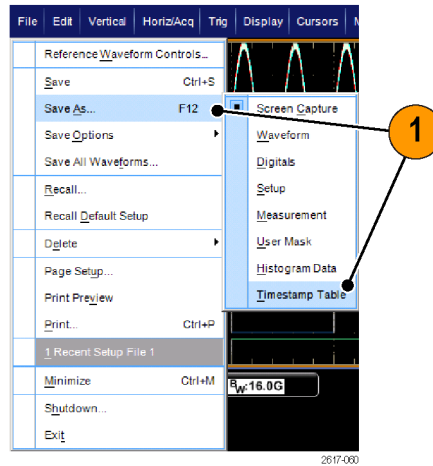 File Edit Vertical Horiz/Acq Trig Display Cursors
Reference Waveform Controls...
Save Ctrl+S
Save As... F12
Save Options
Save All Waveforms...
Recall...
Recall Default Setup
Delete
Page Setup...
Print Preview
Print... Ctrl+P
1 Recent Setup File 1
Minimize Ctrl+M
Shutdown...
Exit
Screen Capture
Waveform
Digitals
Setup
Measurement
User Mask
Histogram Data
Timestamp Table
1
BW:16.0G
2617-060